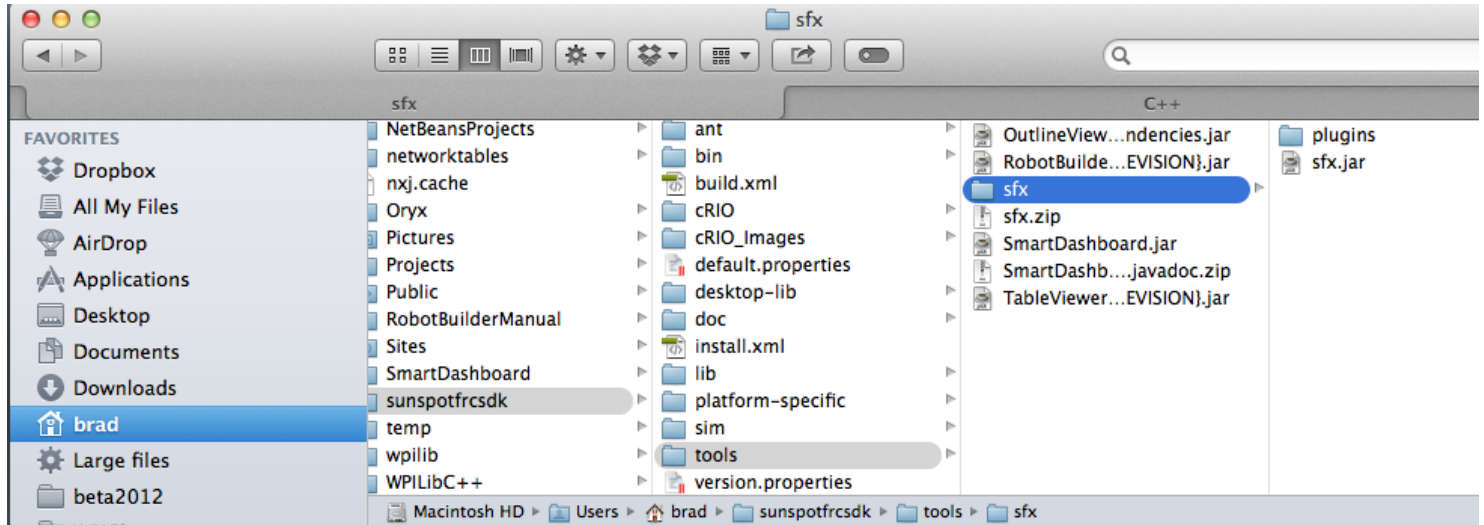 sfx
sfx
C++
FAVORITES
Dropbox
All My Files
AirDrop
Applications
Desktop
Documents
Downloads
brad
Large files
beta2012
NetBeansProjects
networktables
nxj.cache
Oryx
Pictures
Projects
Public
RobotBuilderManual
Sites
SmartDashboard
sunspotfrcsdk
temp
wpilib
WPILibC++
ant
bin
build.xml
cRIO
cRIO_Images
default.properties
desktop-lib
doc
install.xml
lib
platform-specific
sim
tools
version.properties
OutlineView...ndencies.jar
RobotBuilde...EVISION}.jar
sfx
sfx.zip
SmartDashboard.jar
SmartDashb....javadoc.zip
TableViewer...EVISION}.jar
plugins
sfx.jar
Macintosh HD ▸ Users ▸ brad ▸ sunspotfrcsdk ▸ tools ▸ sfx